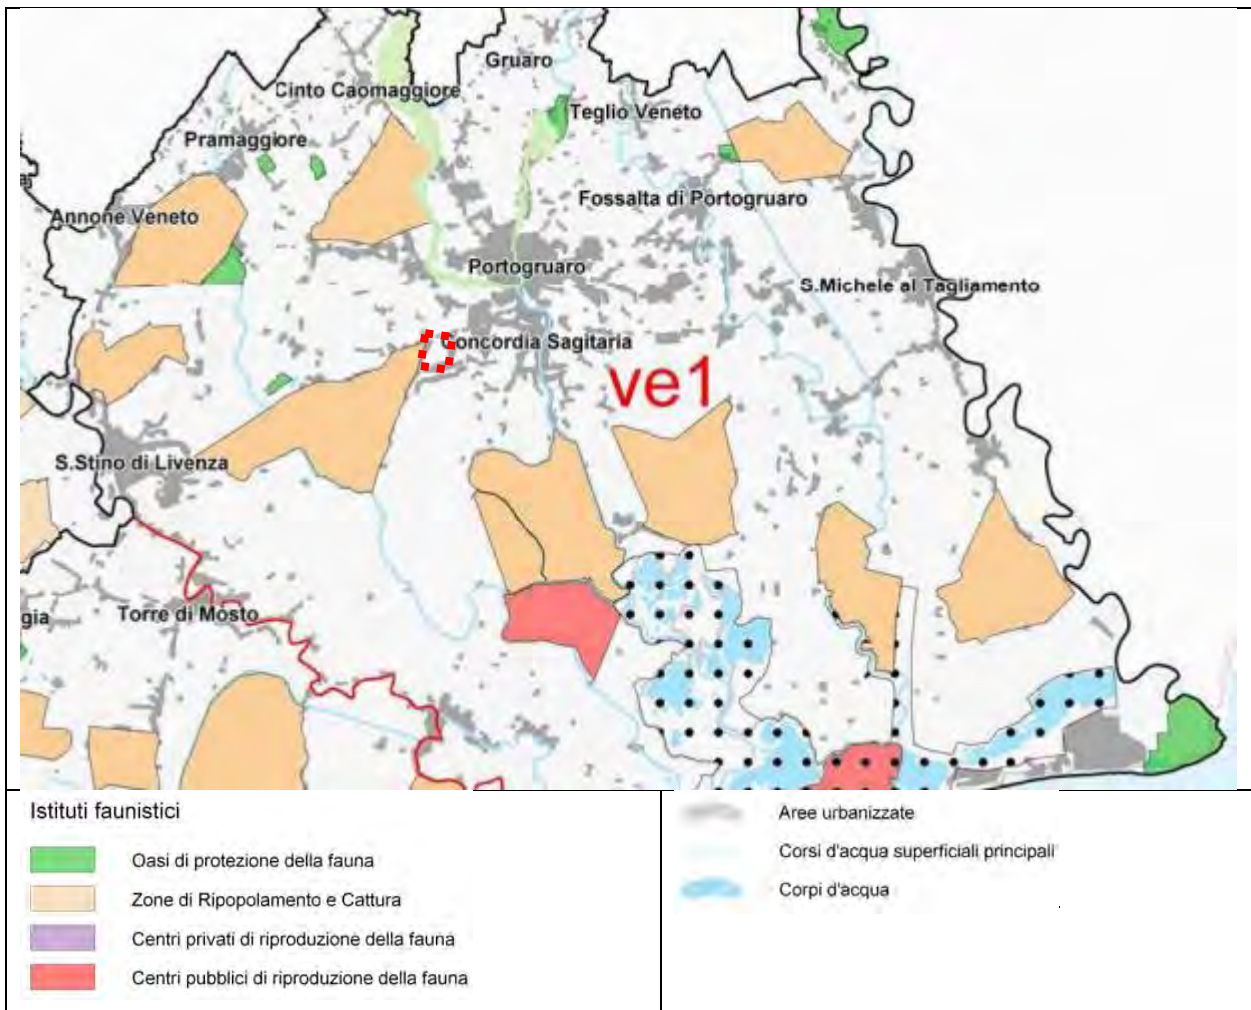 Gruaro
Cinto Caomaggiore
Teglio Veneto
Pramaggiore
Fossalta di Portogruaro
Annone Veneto
Portogruaro
S.Michele al Tagliamento
Concordia Sagitaria
ve1
S.Stino di Livenza
Torre di Mosto
gia
Istituti faunistici
Oasi di protezione della fauna
Zone di Ripopolamento e Cattura
Centri privati di riproduzione della fauna
Centri pubblici di riproduzione della fauna
Aree urbanizzate
Corsi d'acqua superficiali principali
Corpi d'acqua